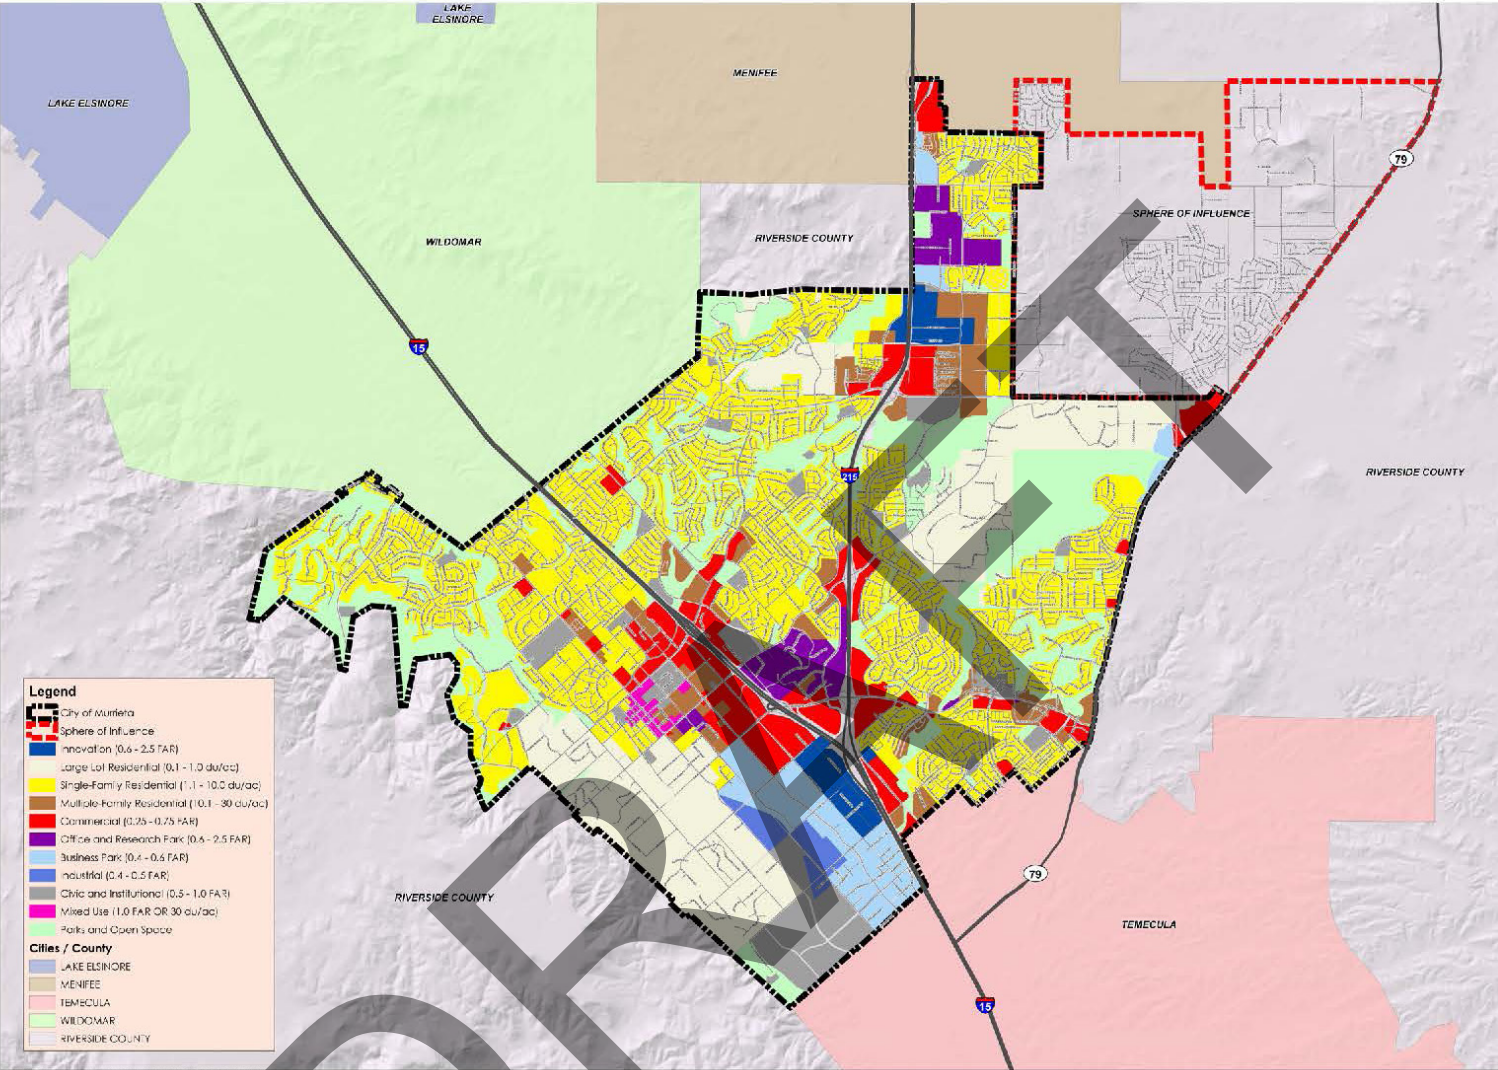 LAKE
ELSINORE
MENIFEE
LAKE ELSINORE
79
SPHERE OF INFLUENCE
WILDOMAR
RIVERSIDE COUNTY
15
215
RIVERSIDE COUNTY
Legend
City of Murrieta
Sphere of Influence
Innovation (0.6 - 2.5 FAR)
Large Lot Residential (0.1 - 1.0 du/ac)
Single-Family Residential (1.1 - 10.0 du/ac)
Multiple-Family Residential (10.1 - 30 du/ac)
Commercial (0.25 - 0.75 FAR)
Office and Research Park (0.6 - 2.5 FAR)
Business Park (0.4 - 0.6 FAR)
Industrial (0.4 - 0.5 FAR)
Civic and Institutional (0.5 - 1.0 FAR)
Mixed Use (1.0 FAR OR 30 du/ac)
Parks and Open Space
Cities / County
LAKE ELSINORE
MENIFEE
TEMECULA
WILDOMAR
RIVERSIDE COUNTY
RIVERSIDE COUNTY
79
TEMECULA
15
DRAFT